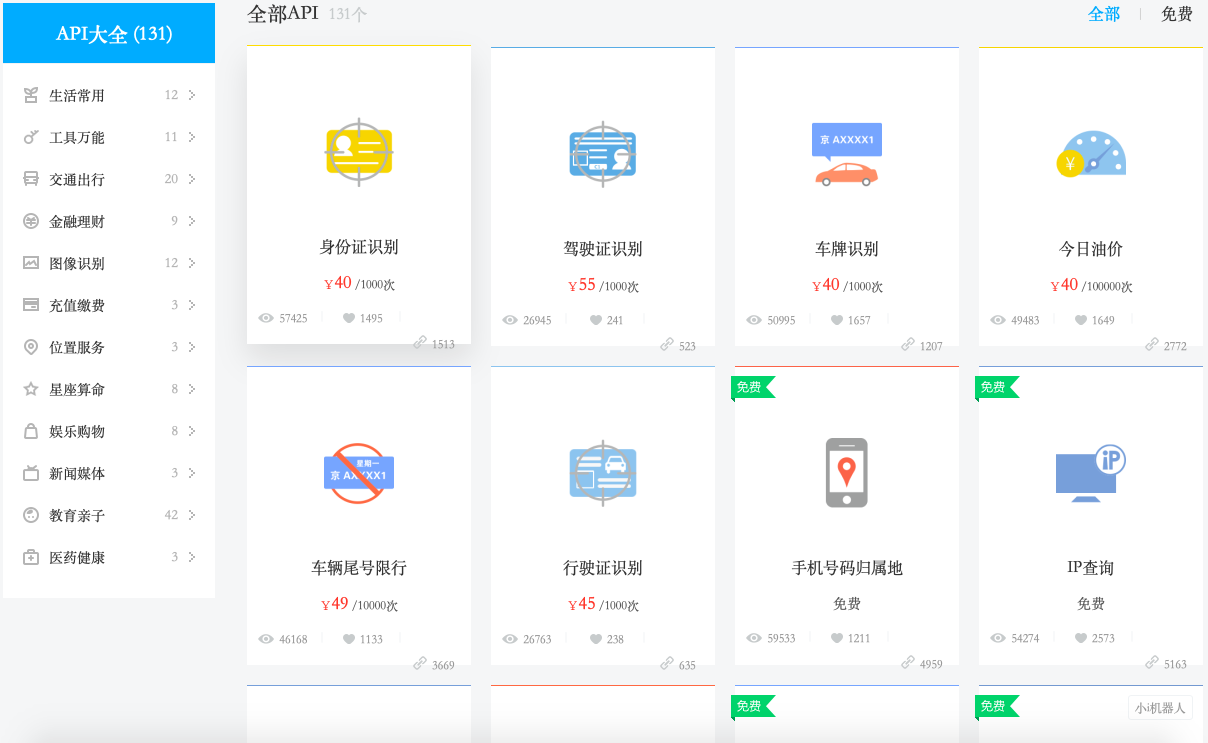 API大全 (131)
生活常用 12
工具万能 11
交通出行 20
金融理财 9
图像识别 12
充值缴费 3
位置服务 3
星座算命 8
娱乐购物 8
新闻媒体 3
教育亲子 42
医药健康 3
全部API 131个
全部 免费
身份证识别
¥40 /1000次
57425 1495
1513
驾驶证识别
¥55 /1000次
26945 241
523
京 AXXXX1
车牌识别
¥40 /1000次
50995 1657
1207
¥
今日油价
¥40 /100000次
49483 1649
2772
星期一
京 AXXXX1
车辆尾号限行
¥49 /10000次
46168 1133
3669
行驶证识别
¥45 /1000次
26763 238
635
免费
手机号码归属地
免费
59533 1211
4959
免费
iP
IP查询
免费
54274 2573
5163
免费
免费
小i机器人